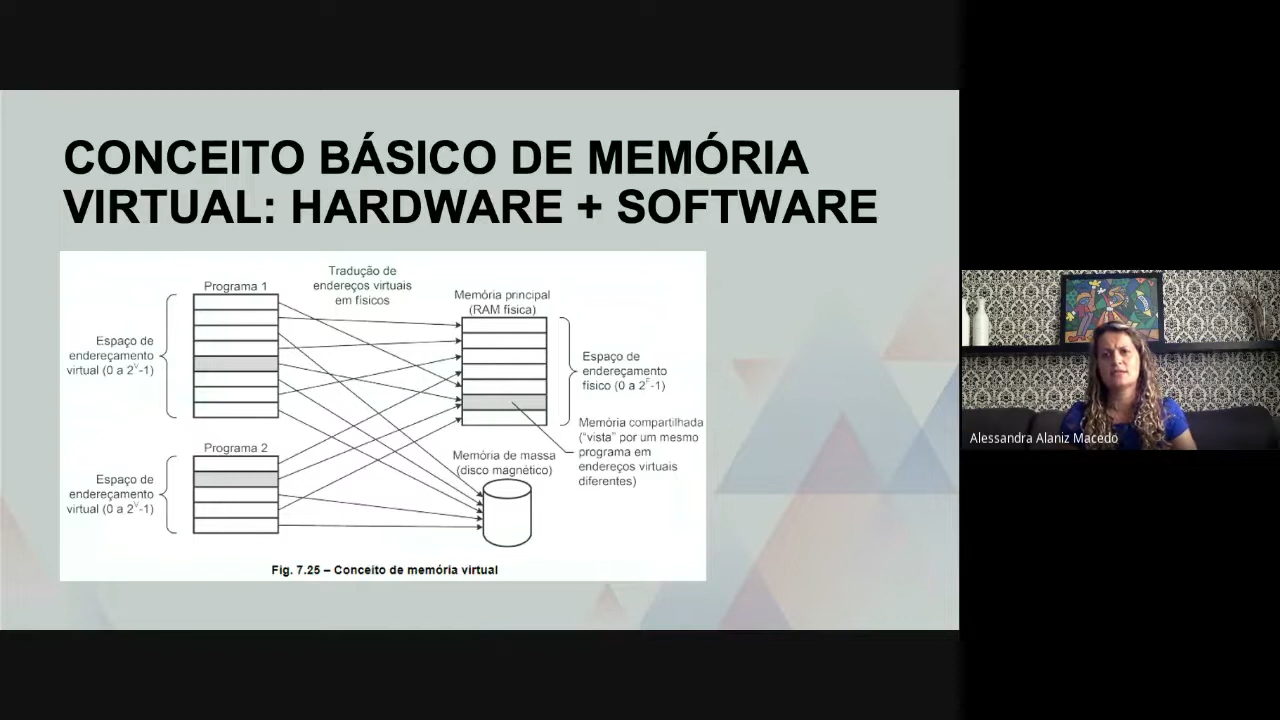 CONCEITO BÁSICO DE MEMÓRIA
VIRTUAL: HARDWARE + SOFTWARE
Programa 1
Tradução de
endereços virtuais
em físicos
Memória principal
(RAM física)
Espaço de
endereçamento
virtual (0 a 2^V-1)
Espaço de
endereçamento
físico (0 a 2^F-1)
Memória compartilhada
("vista" por um mesmo
programa em
endereços virtuais
diferentes)
Programa 2
Espaço de
endereçamento
virtual (0 a 2^V-1)
Memória de massa
(disco magnético)
Fig. 7.25 – Conceito de memória virtual
Alessandra Alaniz Macedo